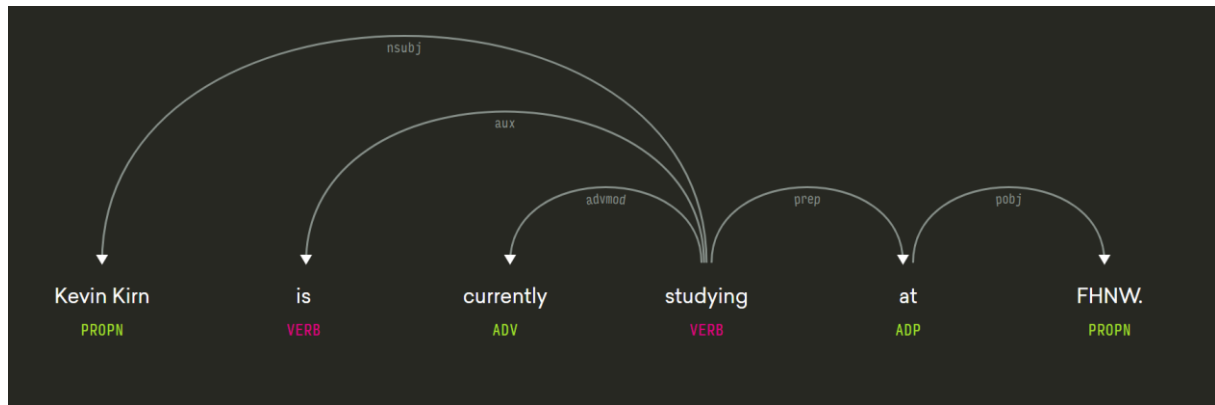 nsubj
aux
advmod prep pobj
Kevin Kirn is currently studying at FHNW.
PROPN VERB ADV VERB ADP PROPN